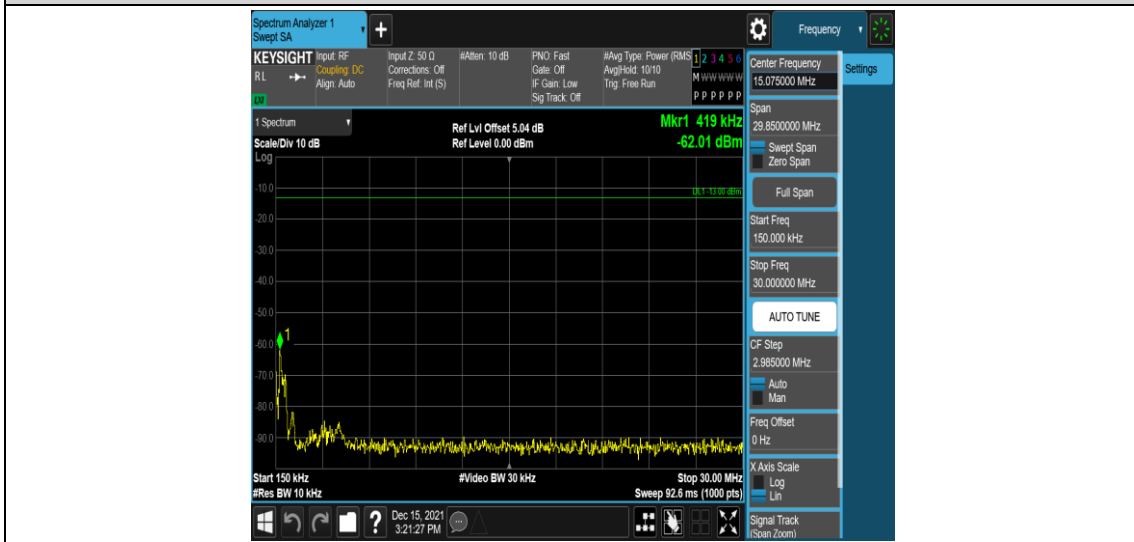 Spectrum Analyzer 1
Swept SA
+
Frequency
KEYSIGHT
RL
LXI
Input: RF
Coupling: DC
Align: Auto
Input Z: 50 Ω
Corrections: Off
Freq Ref: Int (S)
#Atten: 10 dB
PNO: Fast
Gate: Off
IF Gain: Low
Sig Track: Off
#Avg Type: Power (RMS
Avg|Hold: 10/10
Trig: Free Run
1 2 3 4 5 6
M W W W W W
P P P P P P
1 Spectrum
Scale/Div 10 dB
Log
Ref Lvl Offset 5.04 dB
Ref Level 0.00 dBm
Mkr1 419 kHz
-62.01 dBm
DL1 -13.00 dBm
-10.0
-20.0
-30.0
-40.0
-50.0
-60.0
-70.0
-80.0
-90.0
1
Start 150 kHz
#Res BW 10 kHz
#Video BW 30 kHz
Stop 30.00 MHz
Sweep 92.6 ms (1000 pts)
Center Frequency
15.075000 MHz
Settings
Span
29.8500000 MHz
Swept Span
Zero Span
Full Span
Start Freq
150.000 kHz
Stop Freq
30.000000 MHz
AUTO TUNE
CF Step
2.985000 MHz
Auto
Man
Freq Offset
0 Hz
X Axis Scale
Log
Lin
Signal Track
(Span Zoom)
?
Dec 15, 2021
3:21:27 PM